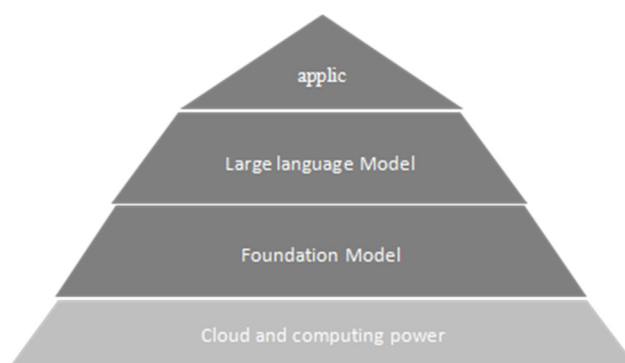 applic
Large language Model
Foundation Model
Cloud and computing power